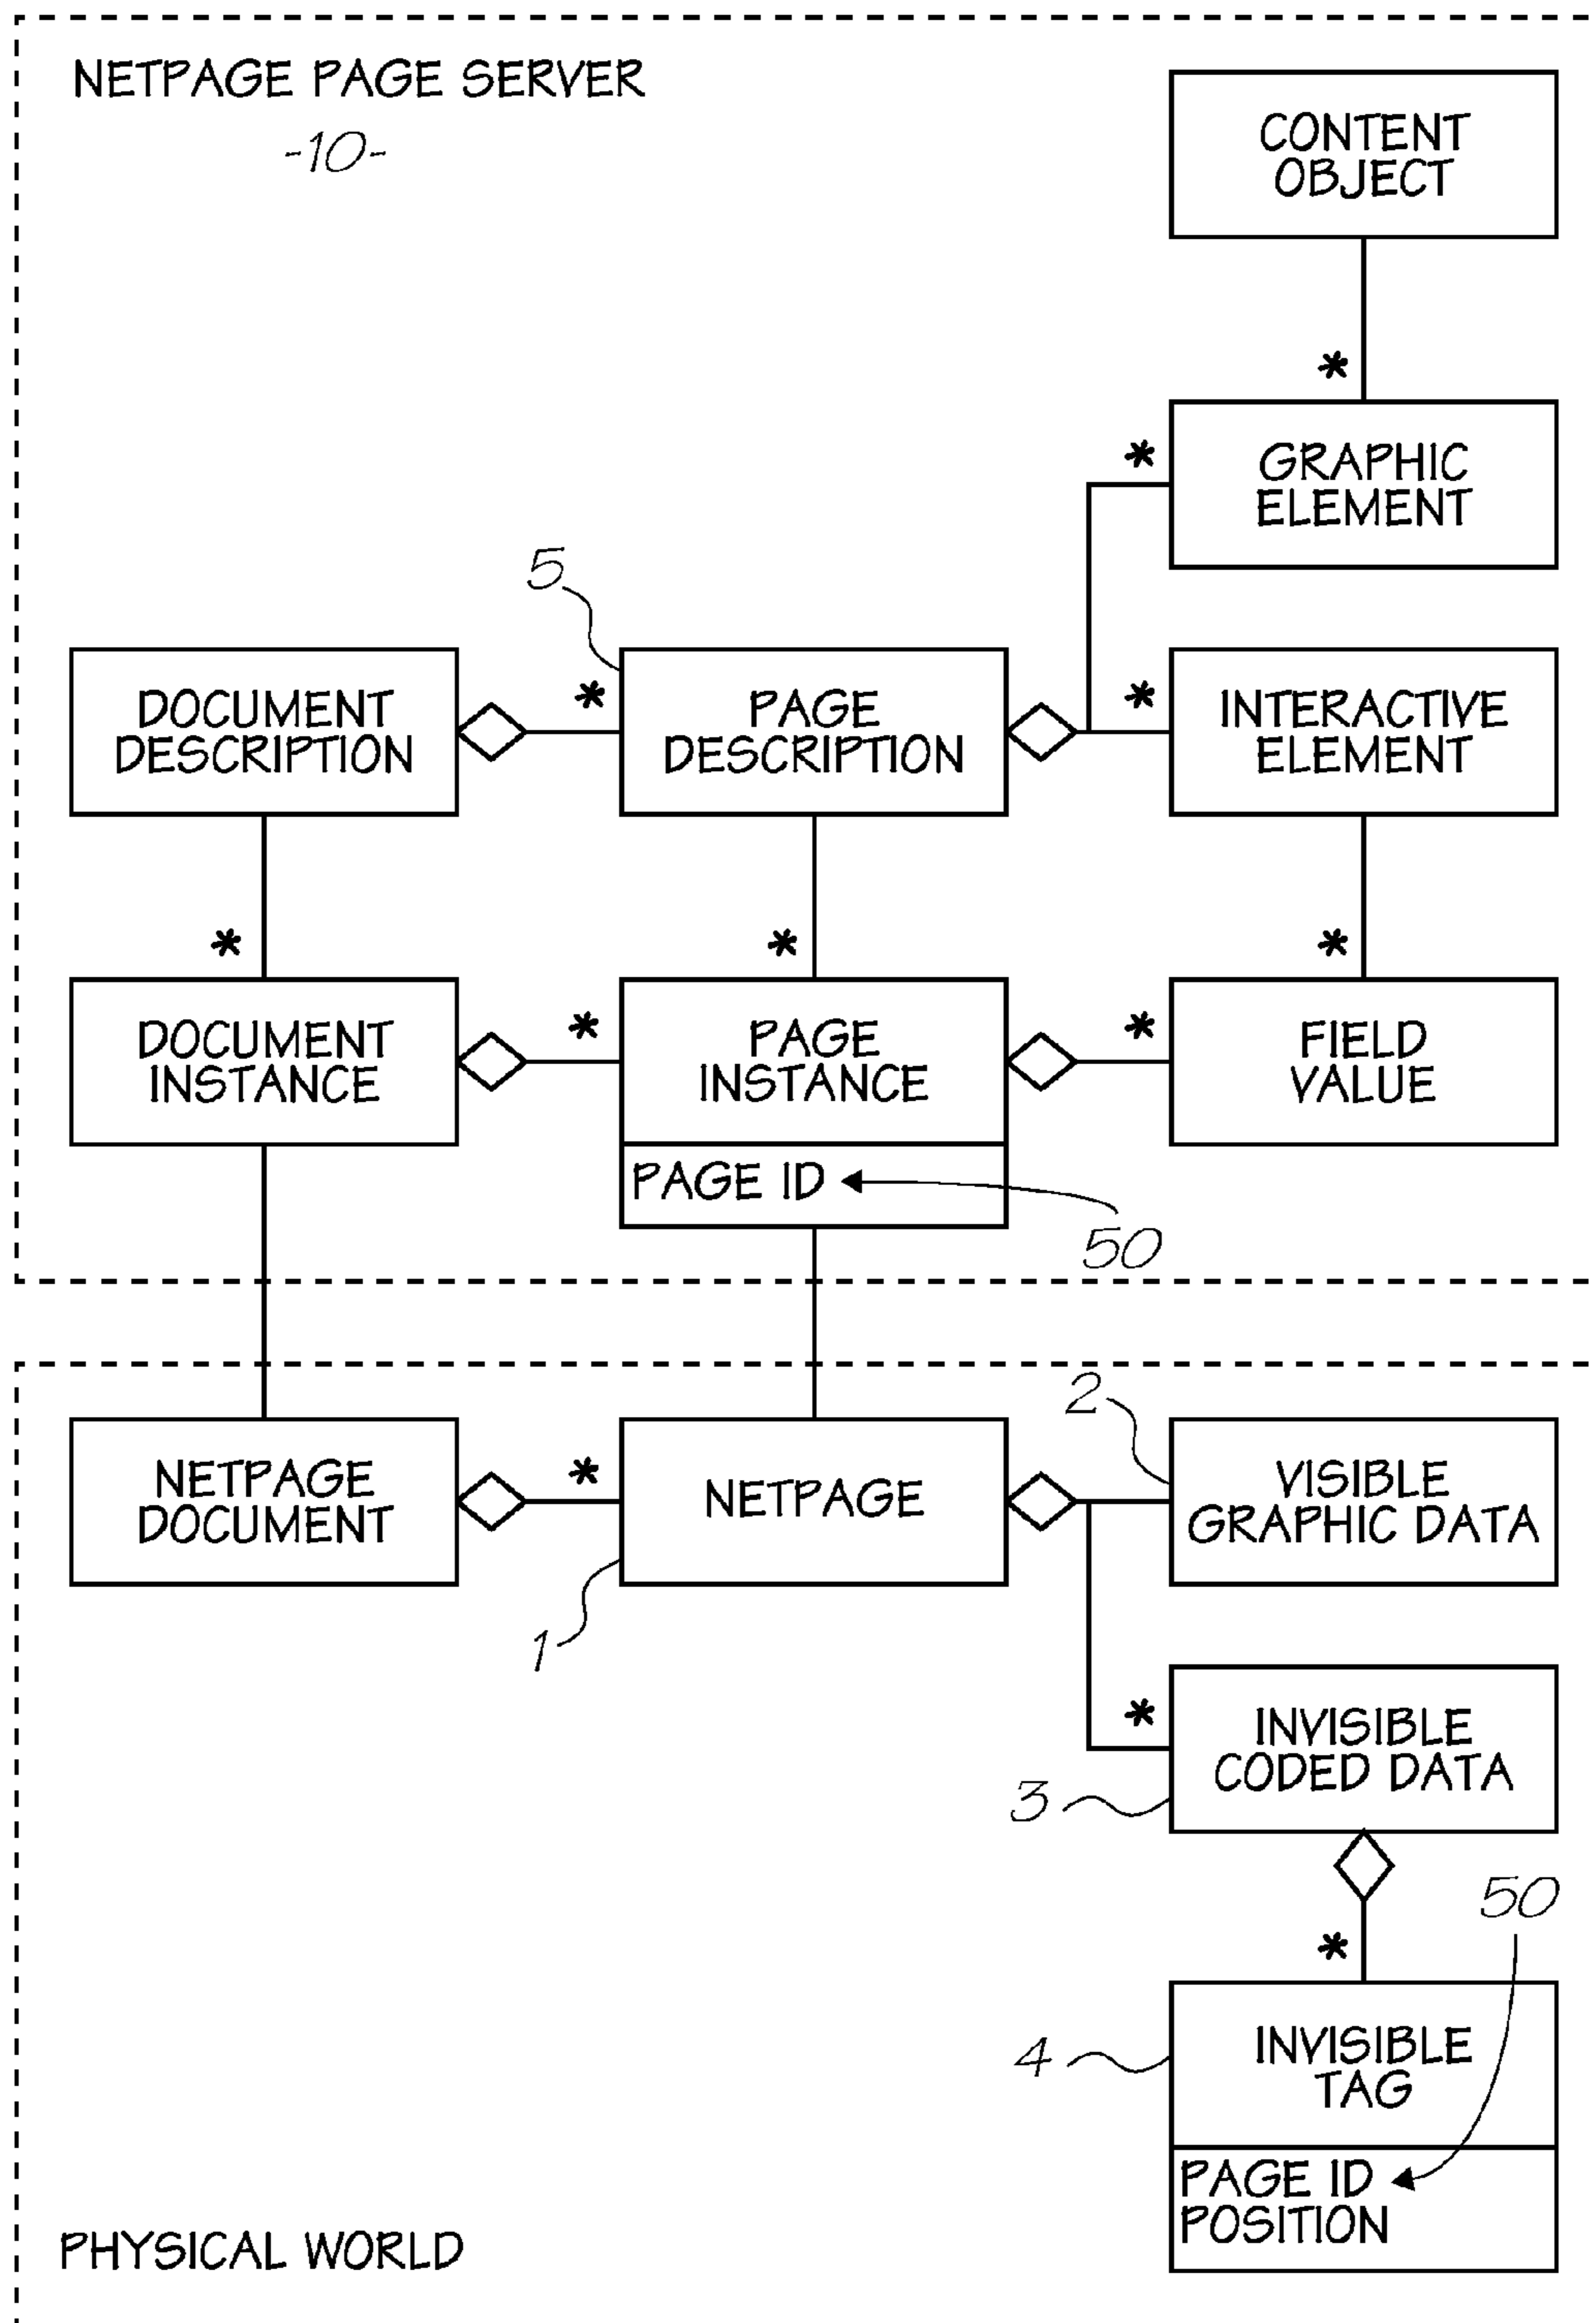 NETPAGE PAGE SERVER
-10-
CONTENT
OBJECT
*
*
GRAPHIC
ELEMENT
5
DOCUMENT
DESCRIPTION
*
PAGE
DESCRIPTION
*
INTERACTIVE
ELEMENT
*
*
*
DOCUMENT
INSTANCE
*
PAGE
INSTANCE
*
FIELD
VALUE
PAGE ID
50
2
NETPAGE
DOCUMENT
*
NETPAGE
VISIBLE
GRAPHIC DATA
1
*
INVISIBLE
CODED DATA
3
50
*
4
INVISIBLE
TAG
PAGE ID
POSITION
PHYSICAL WORLD